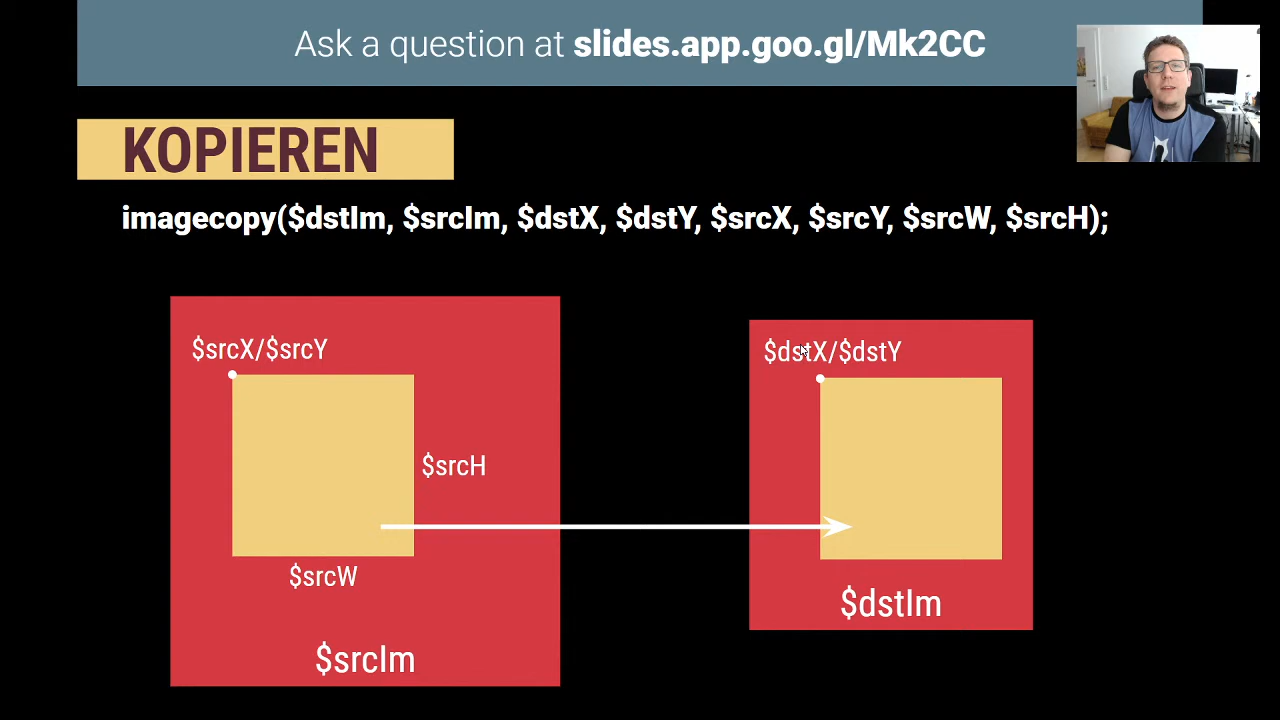 Ask a question at slides.app.goo.gl/Mk2CC
KOPIEREN
imagecopy($dstIm, $srcIm, $dstX, $dstY, $srcX, $srcY, $srcW, $srcH);
$srcX/$srcY
$dstX/$dstY
$srcH
$srcW
$dstIm
$srcIm